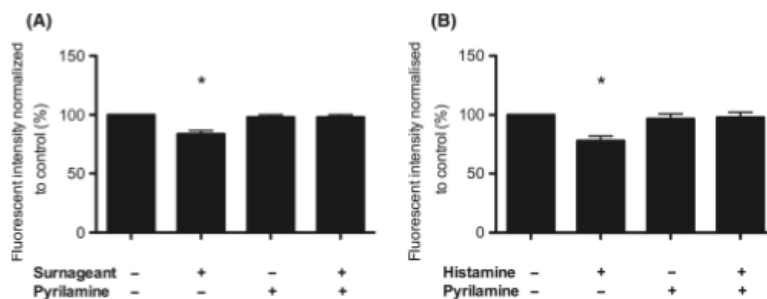 (A)
Fluorescent intensity normalized
to control (%)
150
100
50
0
*
Surnageant – + – +
Pyrilamine – – + +
(B)
Fluorescent intensity normalised
to control (%)
150
100
50
0
*
Histamine – + – +
Pyrilamine – – + +